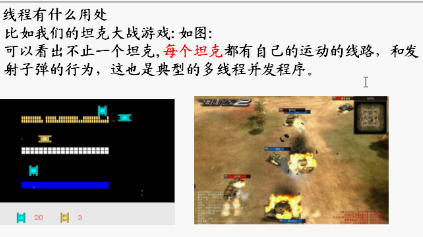 线程有什么用处
比如我们的坦克大战游戏:如图:
可以看出不止一个坦克,每个坦克都有自己的运动的线路，和发
射子弹的行为，这也是典型的多线程并发程序。
20
3